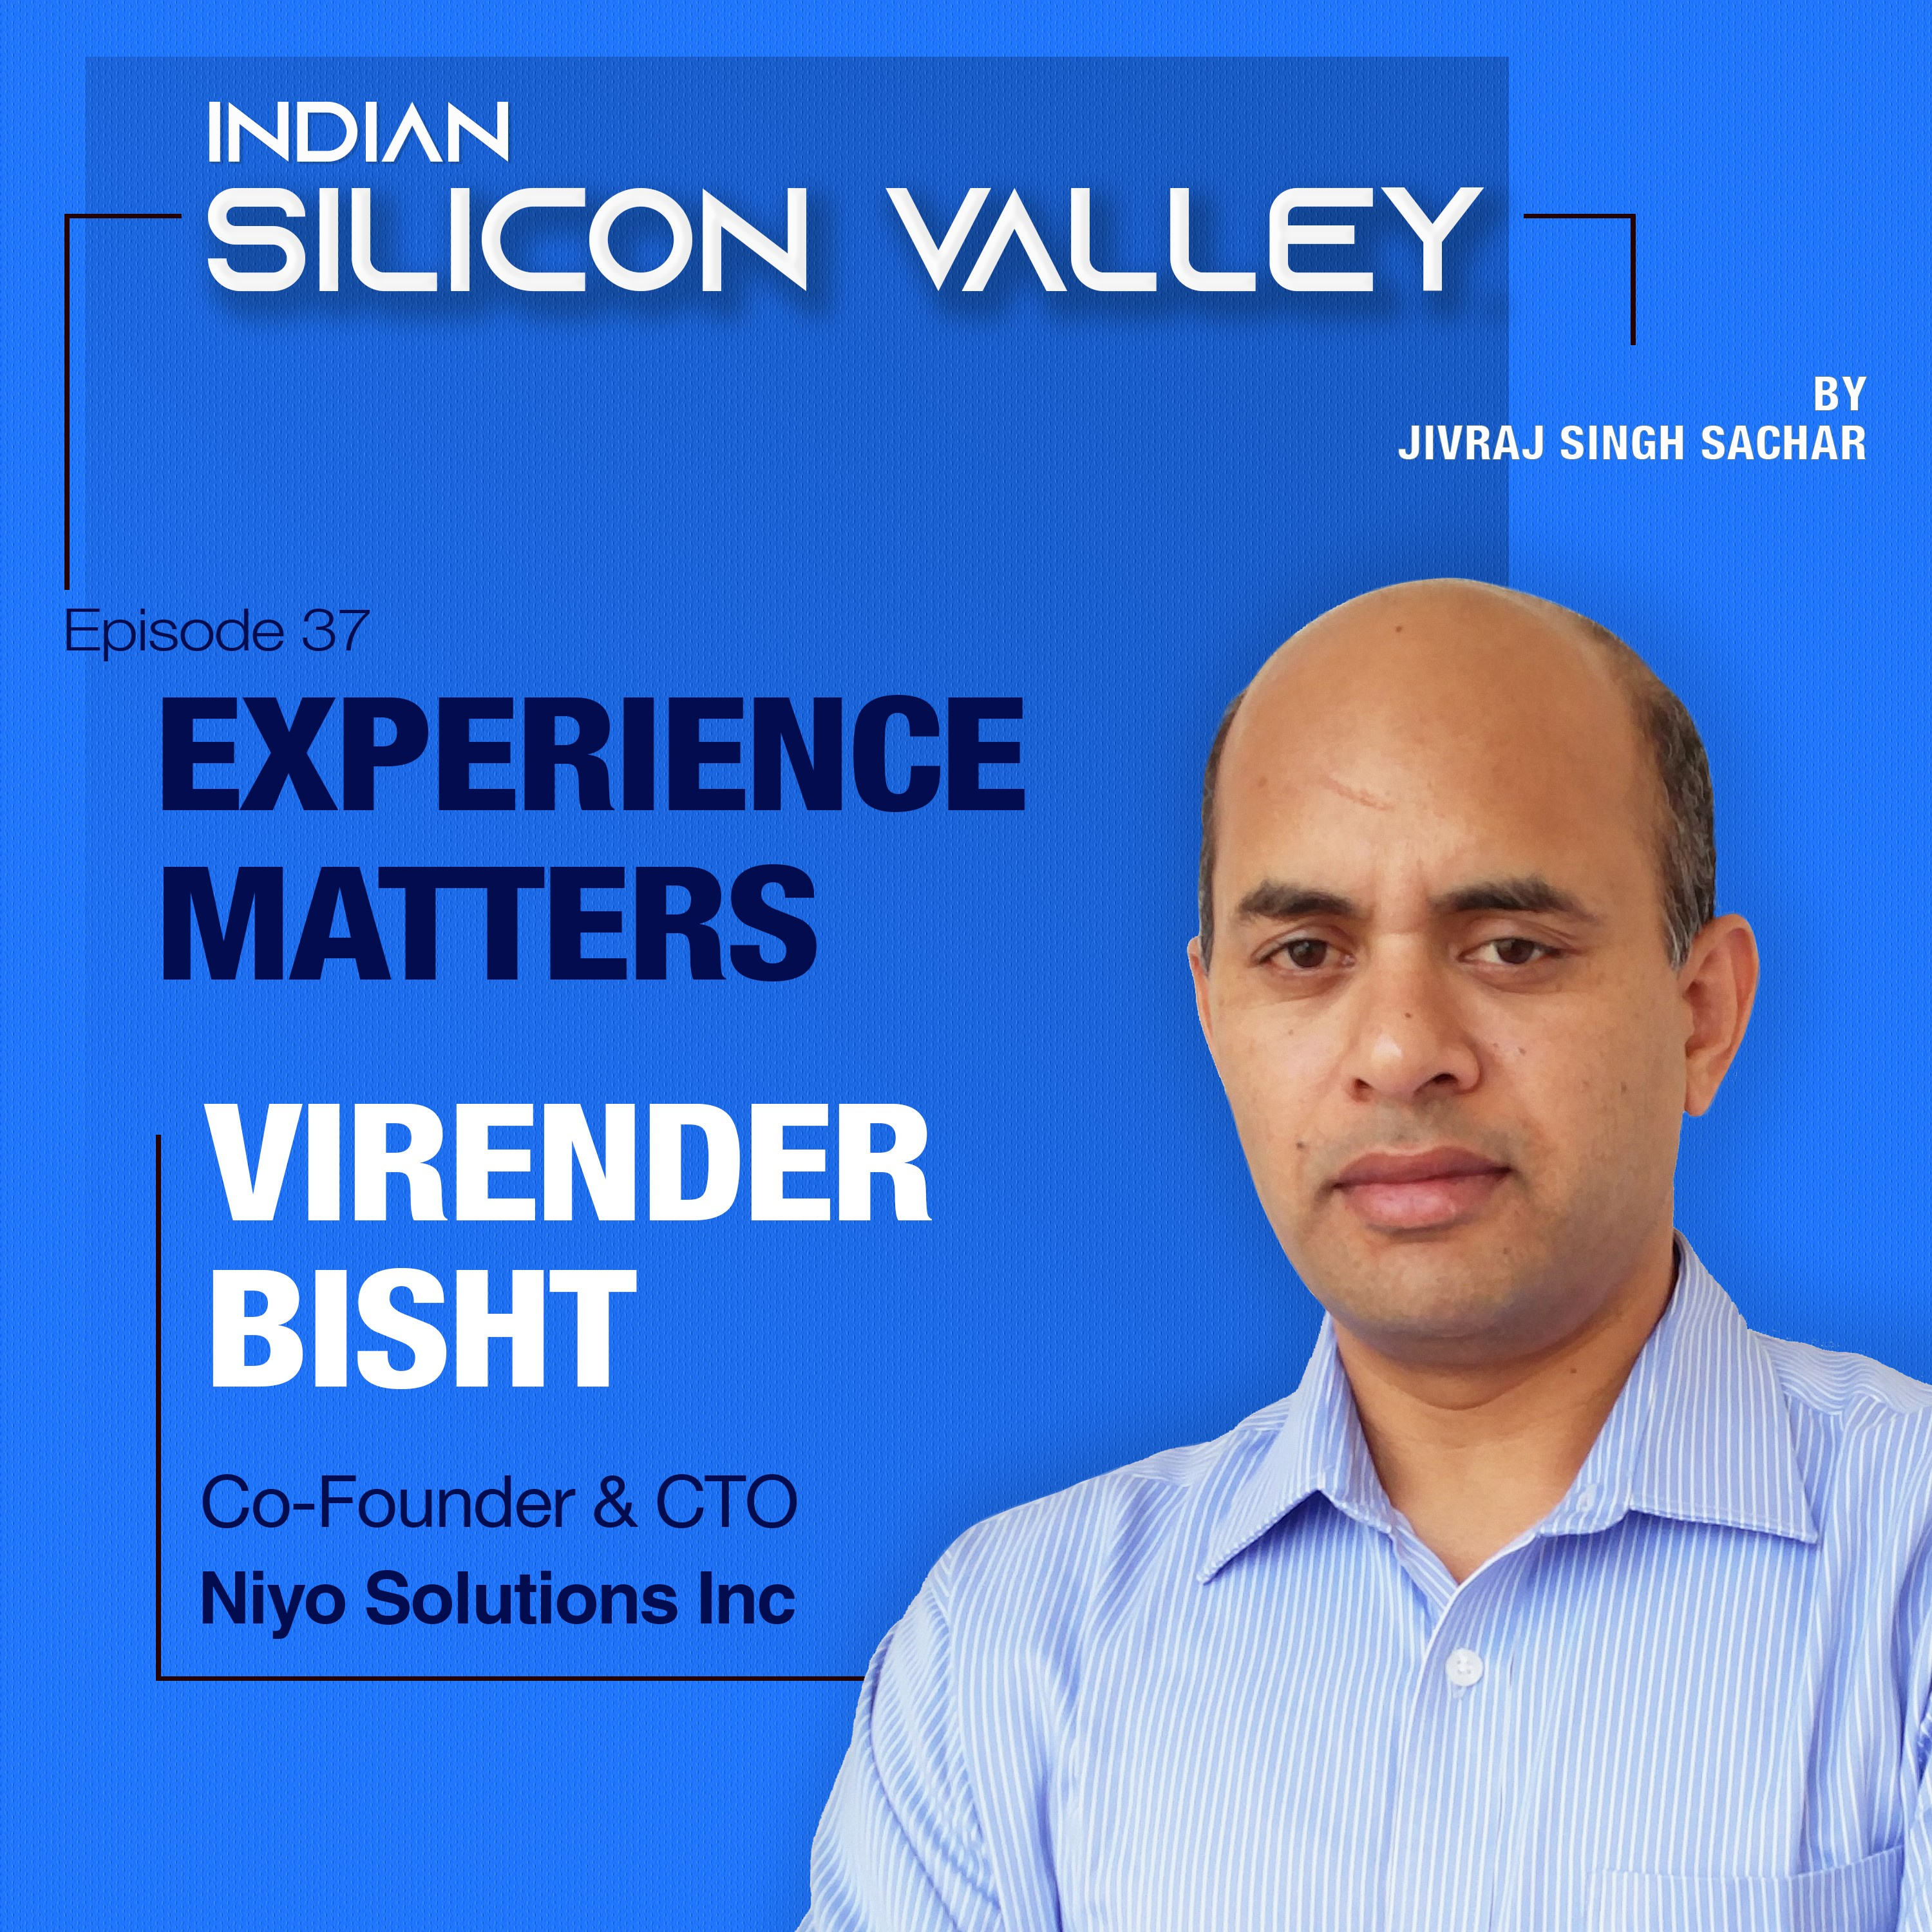 INDIAN
SILICON VALLEY
BY
JIVRAJ SINGH SACHAR
Episode 37
EXPERIENCE
MATTERS
VIRENDER
BISHT
Co-Founder & CTO
Niyo Solutions Inc